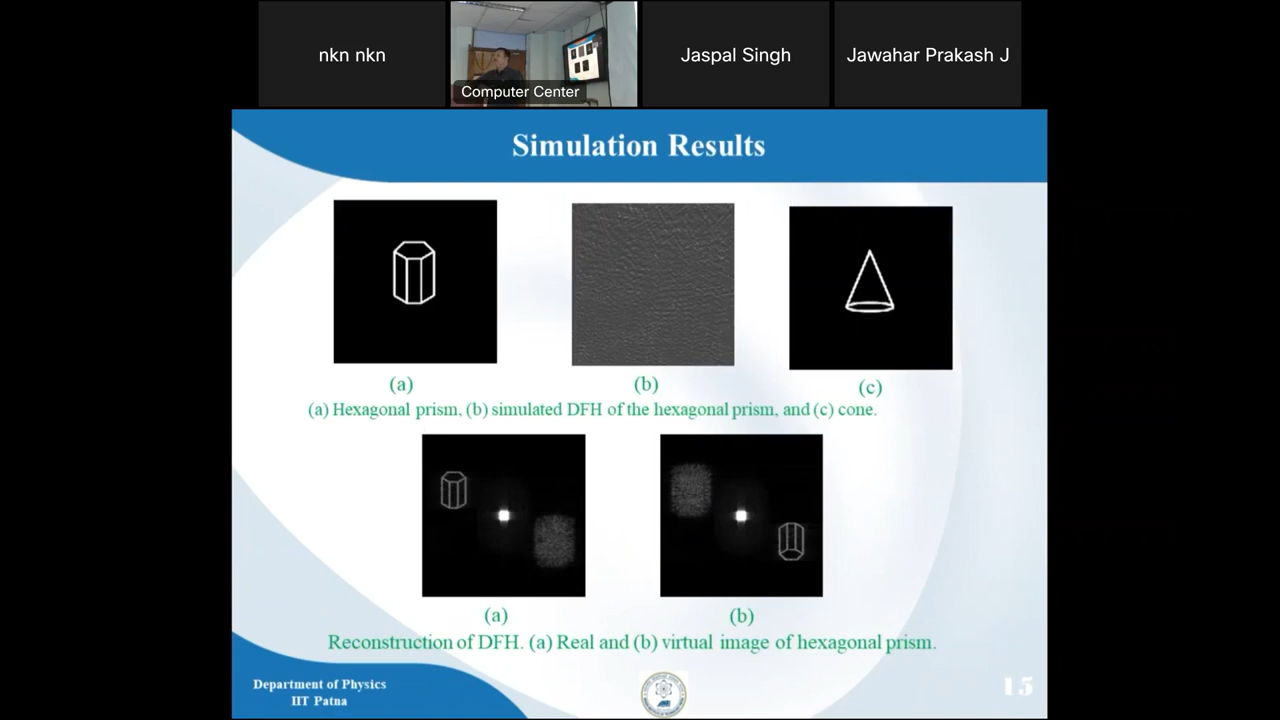 nkn nkn
Computer Center
Jaspal Singh
Jawahar Prakash J
Simulation Results
(a)
(b)
(c)
(a) Hexagonal prism, (b) simulated DFH of the hexagonal prism, and (c) cone.
(a)
(b)
Reconstruction of DFH. (a) Real and (b) virtual image of hexagonal prism.
Department of Physics
IIT Patna
15